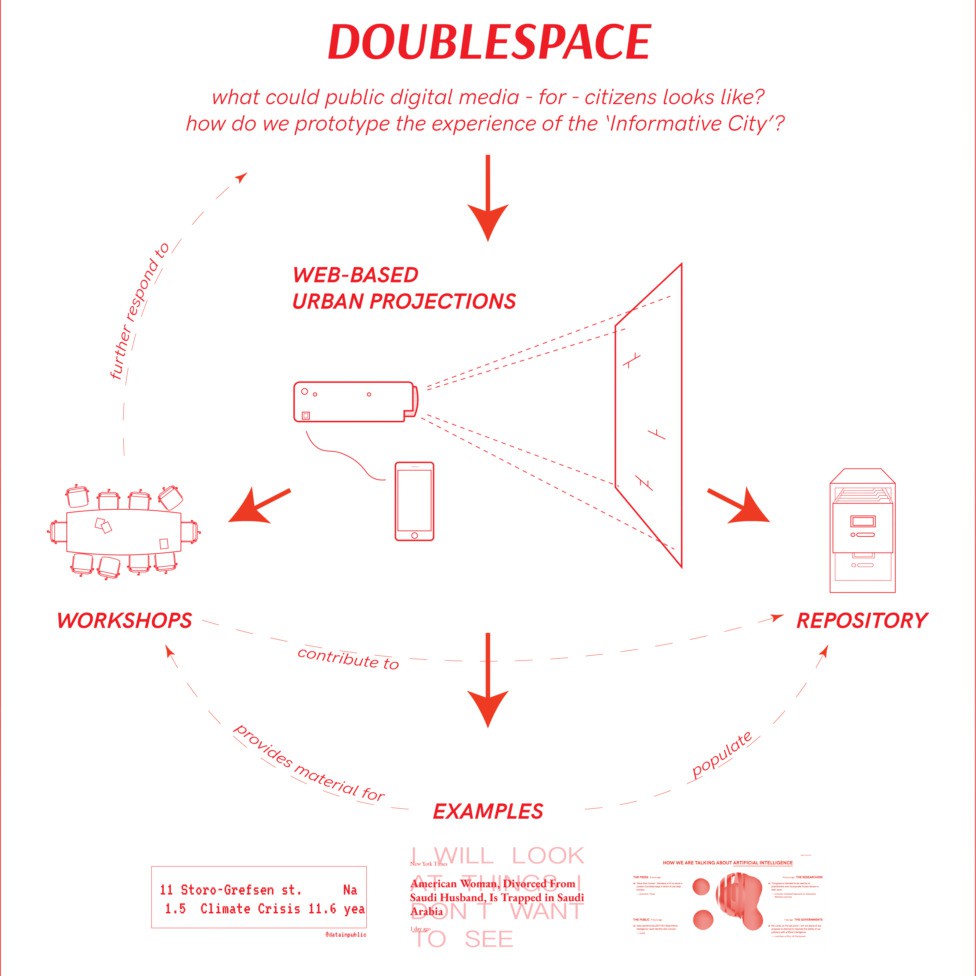 DOUBLESPACE
what could public digital media - for - citizens looks like?
how do we prototype the experience of the ‘Informative City’?
further respond to
WEB-BASED
URBAN PROJECTIONS
WORKSHOPS
REPOSITORY
contribute to
provides material for
populate
EXAMPLES
11 Storo-Grefsen st. Na
1.5 Climate Crisis 11.6 yea
@datainpublic
I WILL LOOK
AT THINGS I
DON'T WANT
TO SEE
New York Times
American Woman, Divorced From
Saudi Husband, Is Trapped in Saudi
Arabia
HOW WE ARE TALKING ABOUT ARTIFICIAL INTELLIGENCE
THE PRESS
THE RESEARCHERS
THE PUBLIC
THE GOVERNMENTS